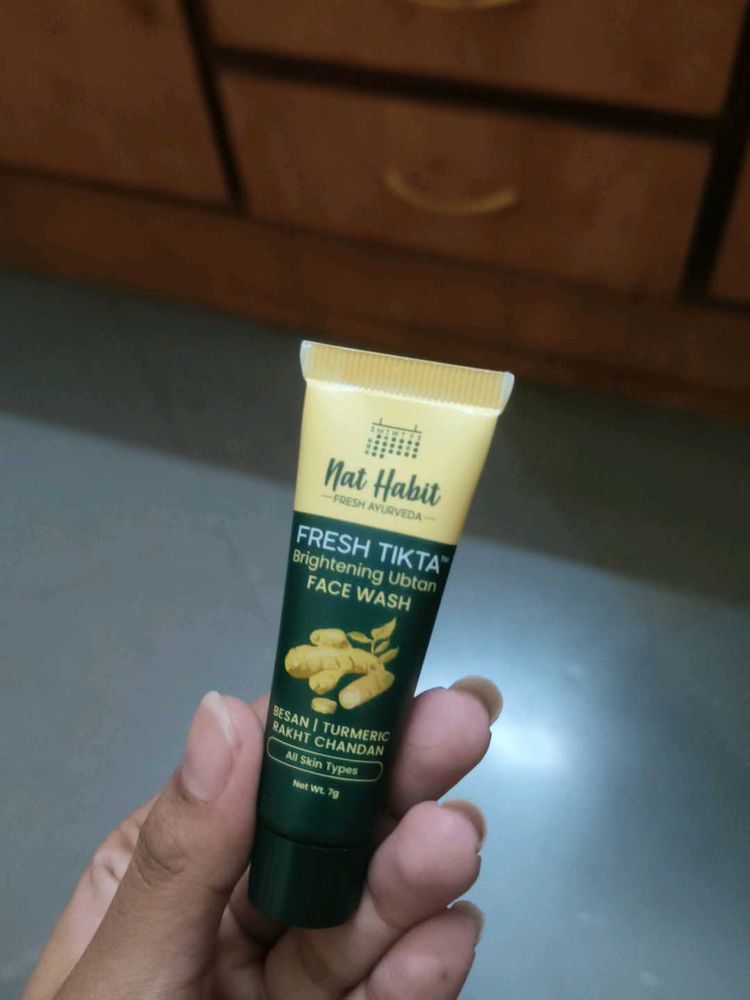 S M T W T F S
Nat Habit
FRESH AYURVEDA
FRESH TIKTA™
Brightening Ubtan
FACE WASH
BESAN | TURMERIC
RAKHT CHANDAN
All Skin Types
Net Wt. 7g